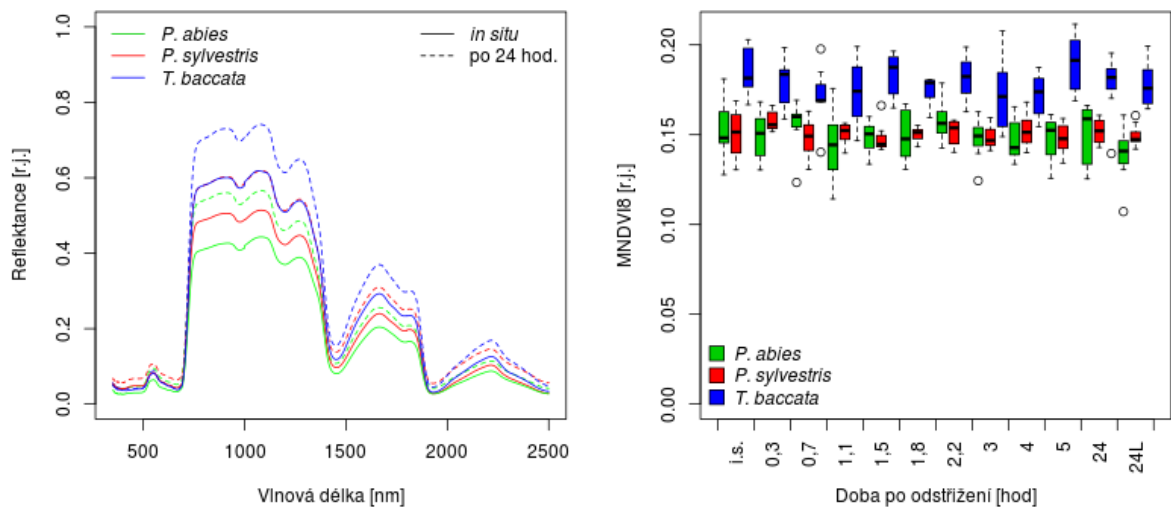 1.0
0.8
0.6
0.4
0.2
0.0
Reflektance [r.j.]
P. abies
P. sylvestris
T. baccata
in situ
po 24 hod.
500 1000 1500 2000 2500
Vlnová délka [nm]
0.20
0.15
0.10
0.05
0.00
MNDVI8 [r.j.]
P. abies
P. sylvestris
T. baccata
i.s. 0,3 0,7 1,1 1,5 1,8 2,2 3 4 5 24 24L
Doba po odstřižení [hod]